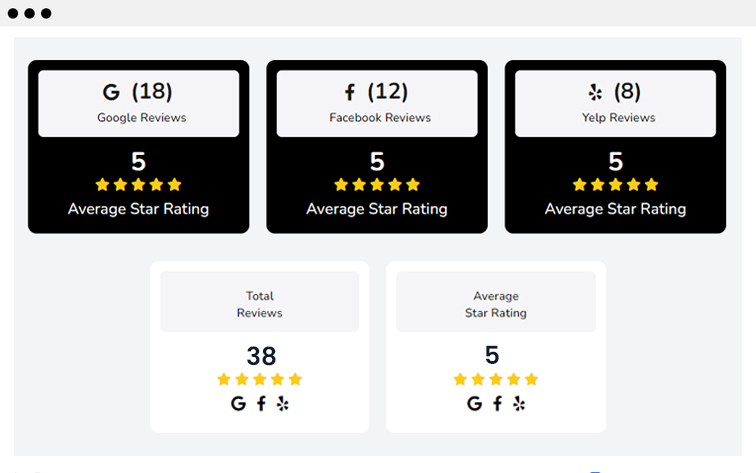 (18)
Google Reviews
5
Average Star Rating
(12)
Facebook Reviews
5
Average Star Rating
(8)
Yelp Reviews
5
Average Star Rating
Total
Reviews
38
Average
Star Rating
5